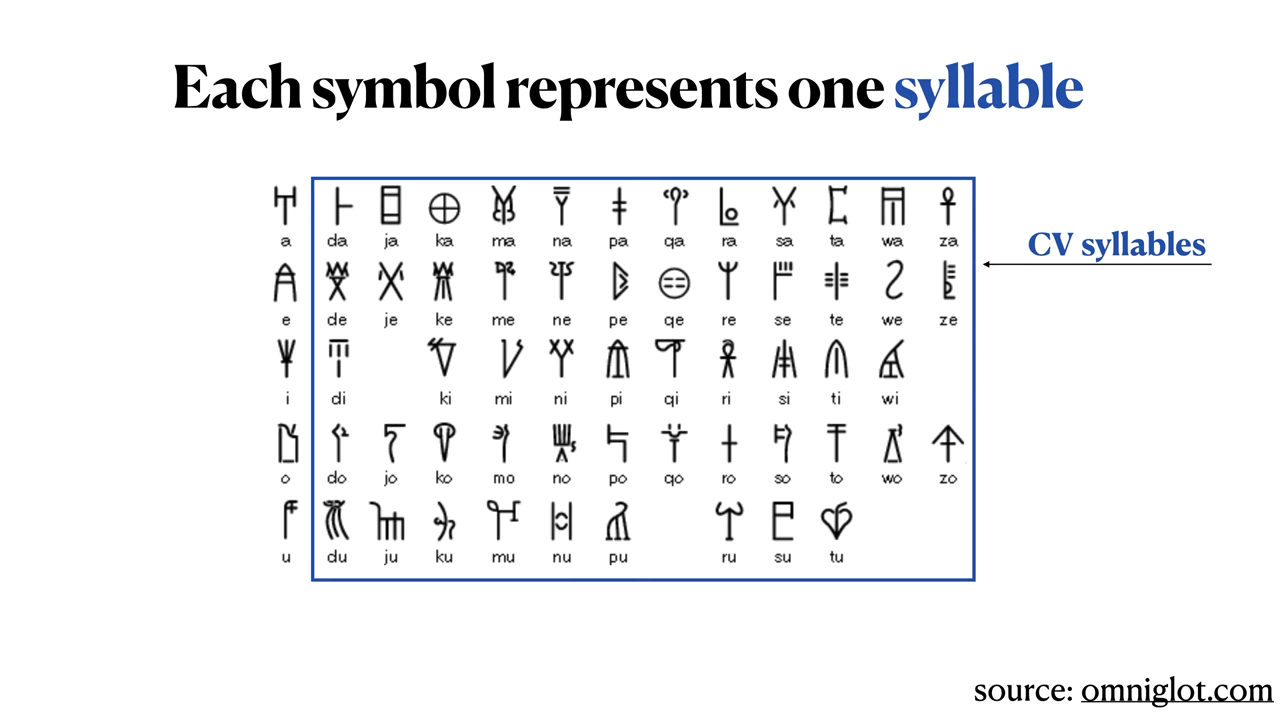 Each symbol represents one syllable
𐀀 𐀅 𐀊 𐀏 𐀔 𐀙 𐀞 𐀣 𐀨 𐀭 𐀲 𐀷 𐀼
a da ja ka ma na pa qa ra sa ta wa za
CV syllables
𐀁 𐀆 𐀋 𐀐 𐀕 𐀚 𐀟 𐀤 𐀩 𐀮 𐀳 𐀸 𐀽
e de je ke me ne pe qe re se te we ze
𐀂 𐀇 𐀑 𐀖 𐀛 𐀠 𐀥 𐀪 𐀯 𐀴 𐀹
i di ki mi ni pi qi ri si ti wi
𐀃 𐀈 𐀍 𐀒 𐀗 𐀜 𐀡 𐀦 𐀫 𐀰 𐀵 𐀺 𐀿
o do jo ko mo no po qo ro so to wo zo
𐀄 𐀉 𐀎 𐀓 𐀘 𐀝 𐀢 𐀬 𐀱 𐀶
u du ju ku mu nu pu ru su tu
source: omniglot.com